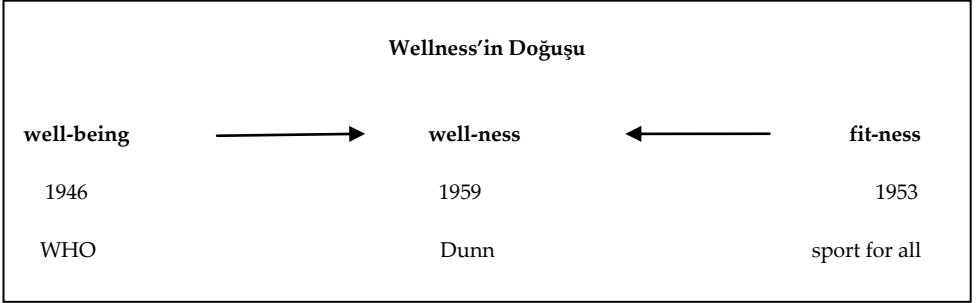 Wellness’in Doğuşu
well-being well-ness fit-ness
1946 1959 1953
WHO Dunn sport for all